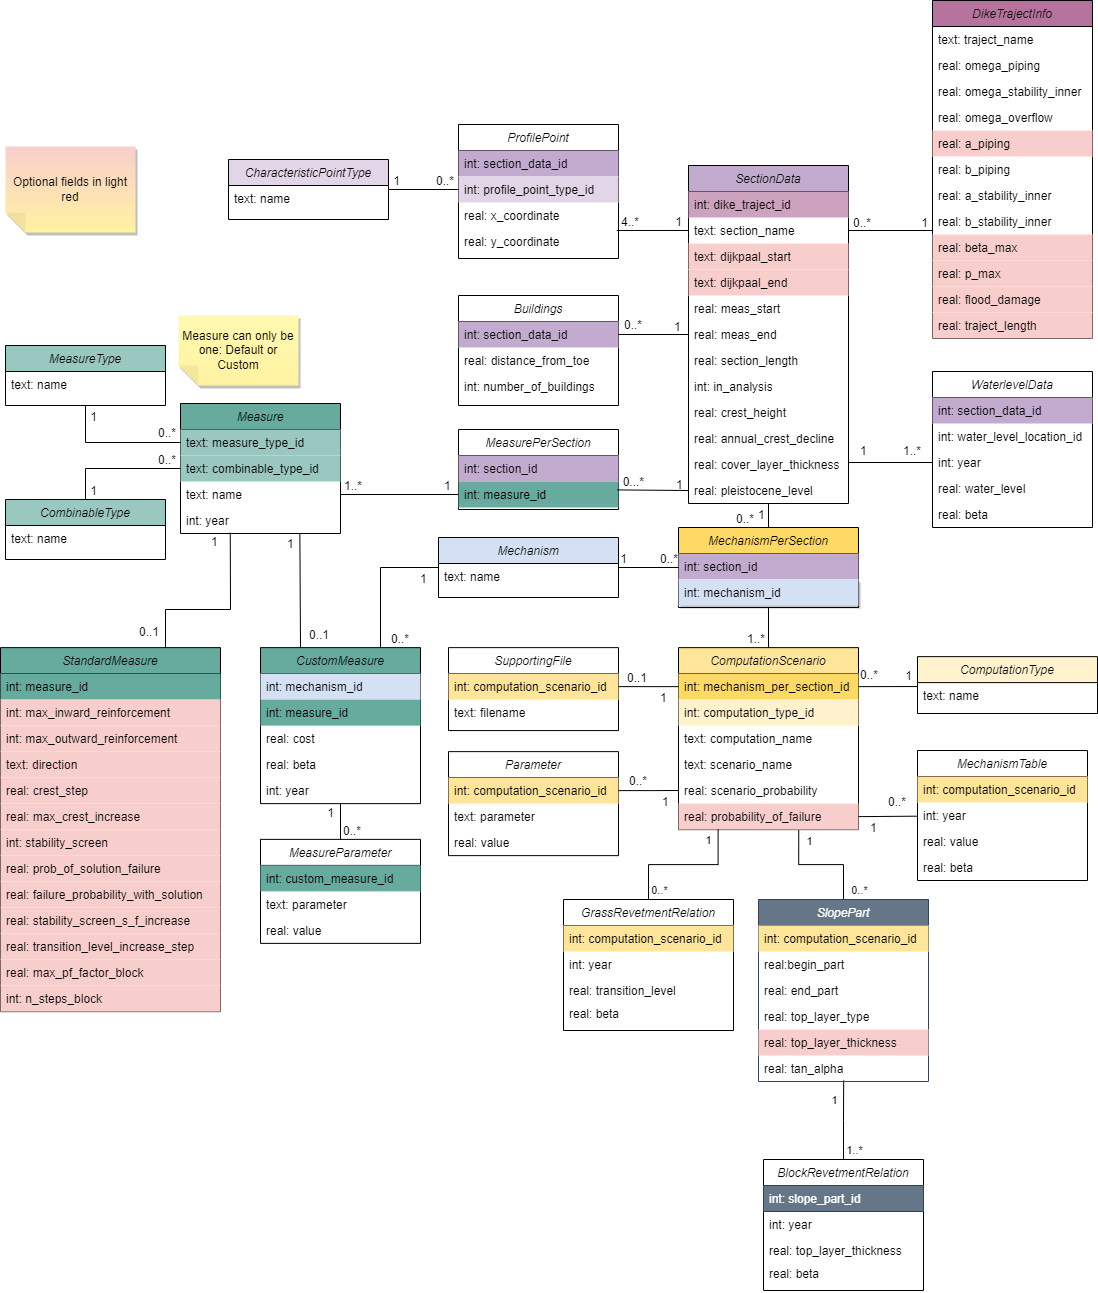 DikeTrajectInfo
text: traject_name
real: omega_piping
real: omega_stability_inner
real: omega_overflow
real: a_piping
real: b_piping
real: a_stability_inner
real: b_stability_inner
real: beta_max
real: p_max
real: flood_damage
real: traject_length
Optional fields in light
red
CharacteristicPointType
text: name
1
0..*
ProfilePoint
int: section_data_id
int: profile_point_type_id
real: x_coordinate
real: y_coordinate
4..*
1
SectionData
int: dike_traject_id
text: section_name
text: dijkpaal_start
text: dijkpaal_end
real: meas_start
real: meas_end
real: section_length
int: in_analysis
real: crest_height
real: annual_crest_decline
real: cover_layer_thickness
real: pleistocene_level
0..*
1
Buildings
int: section_data_id
real: distance_from_toe
int: number_of_buildings
0..*
1
WaterlevelData
int: section_data_id
int: water_level_location_id
int: year
real: water_level
real: beta
1
1..*
Measure can only be
one: Default or
Custom
MeasureType
text: name
1
0..*
Measure
text: measure_type_id
text: combinable_type_id
text: name
int: year
0..*
1
CombinableType
text: name
MeasurePerSection
int: section_id
int: measure_id
1..*
1
0...*
1
1
0..*
MechanismPerSection
int: section_id
int: mechanism_id
Mechanism
text: name
1
0..*
1
0..*
1
1
0..1
0..1
1..*
StandardMeasure
int: measure_id
int: max_inward_reinforcement
int: max_outward_reinforcement
text: direction
real: crest_step
real: max_crest_increase
int: stability_screen
real: prob_of_solution_failure
real: failure_probability_with_solution
real: stability_screen_s_f_increase
real: transition_level_increase_step
real: max_pf_factor_block
int: n_steps_block
CustomMeasure
int: mechanism_id
int: measure_id
real: cost
real: beta
int: year
1
0..*
MeasureParameter
int: custom_measure_id
text: parameter
real: value
SupportingFile
int: computation_scenario_id
text: filename
0..1
1
Parameter
int: computation_scenario_id
text: parameter
real: value
0..*
1
ComputationScenario
int: mechanism_per_section_id
int: computation_type_id
text: computation_name
text: scenario_name
real: scenario_probability
real: probability_of_failure
0..*
1
ComputationType
text: name
MechanismTable
int: computation_scenario_id
int: year
real: value
real: beta
0..*
1
1
1
0..*
0..*
GrassRevetmentRelation
int: computation_scenario_id
int: year
real: transition_level
real: beta
SlopePart
int: computation_scenario_id
real:begin_part
real: end_part
real: top_layer_type
real: top_layer_thickness
real: tan_alpha
1
1..*
BlockRevetmentRelation
int: slope_part_id
int: year
real: top_layer_thickness
real: beta